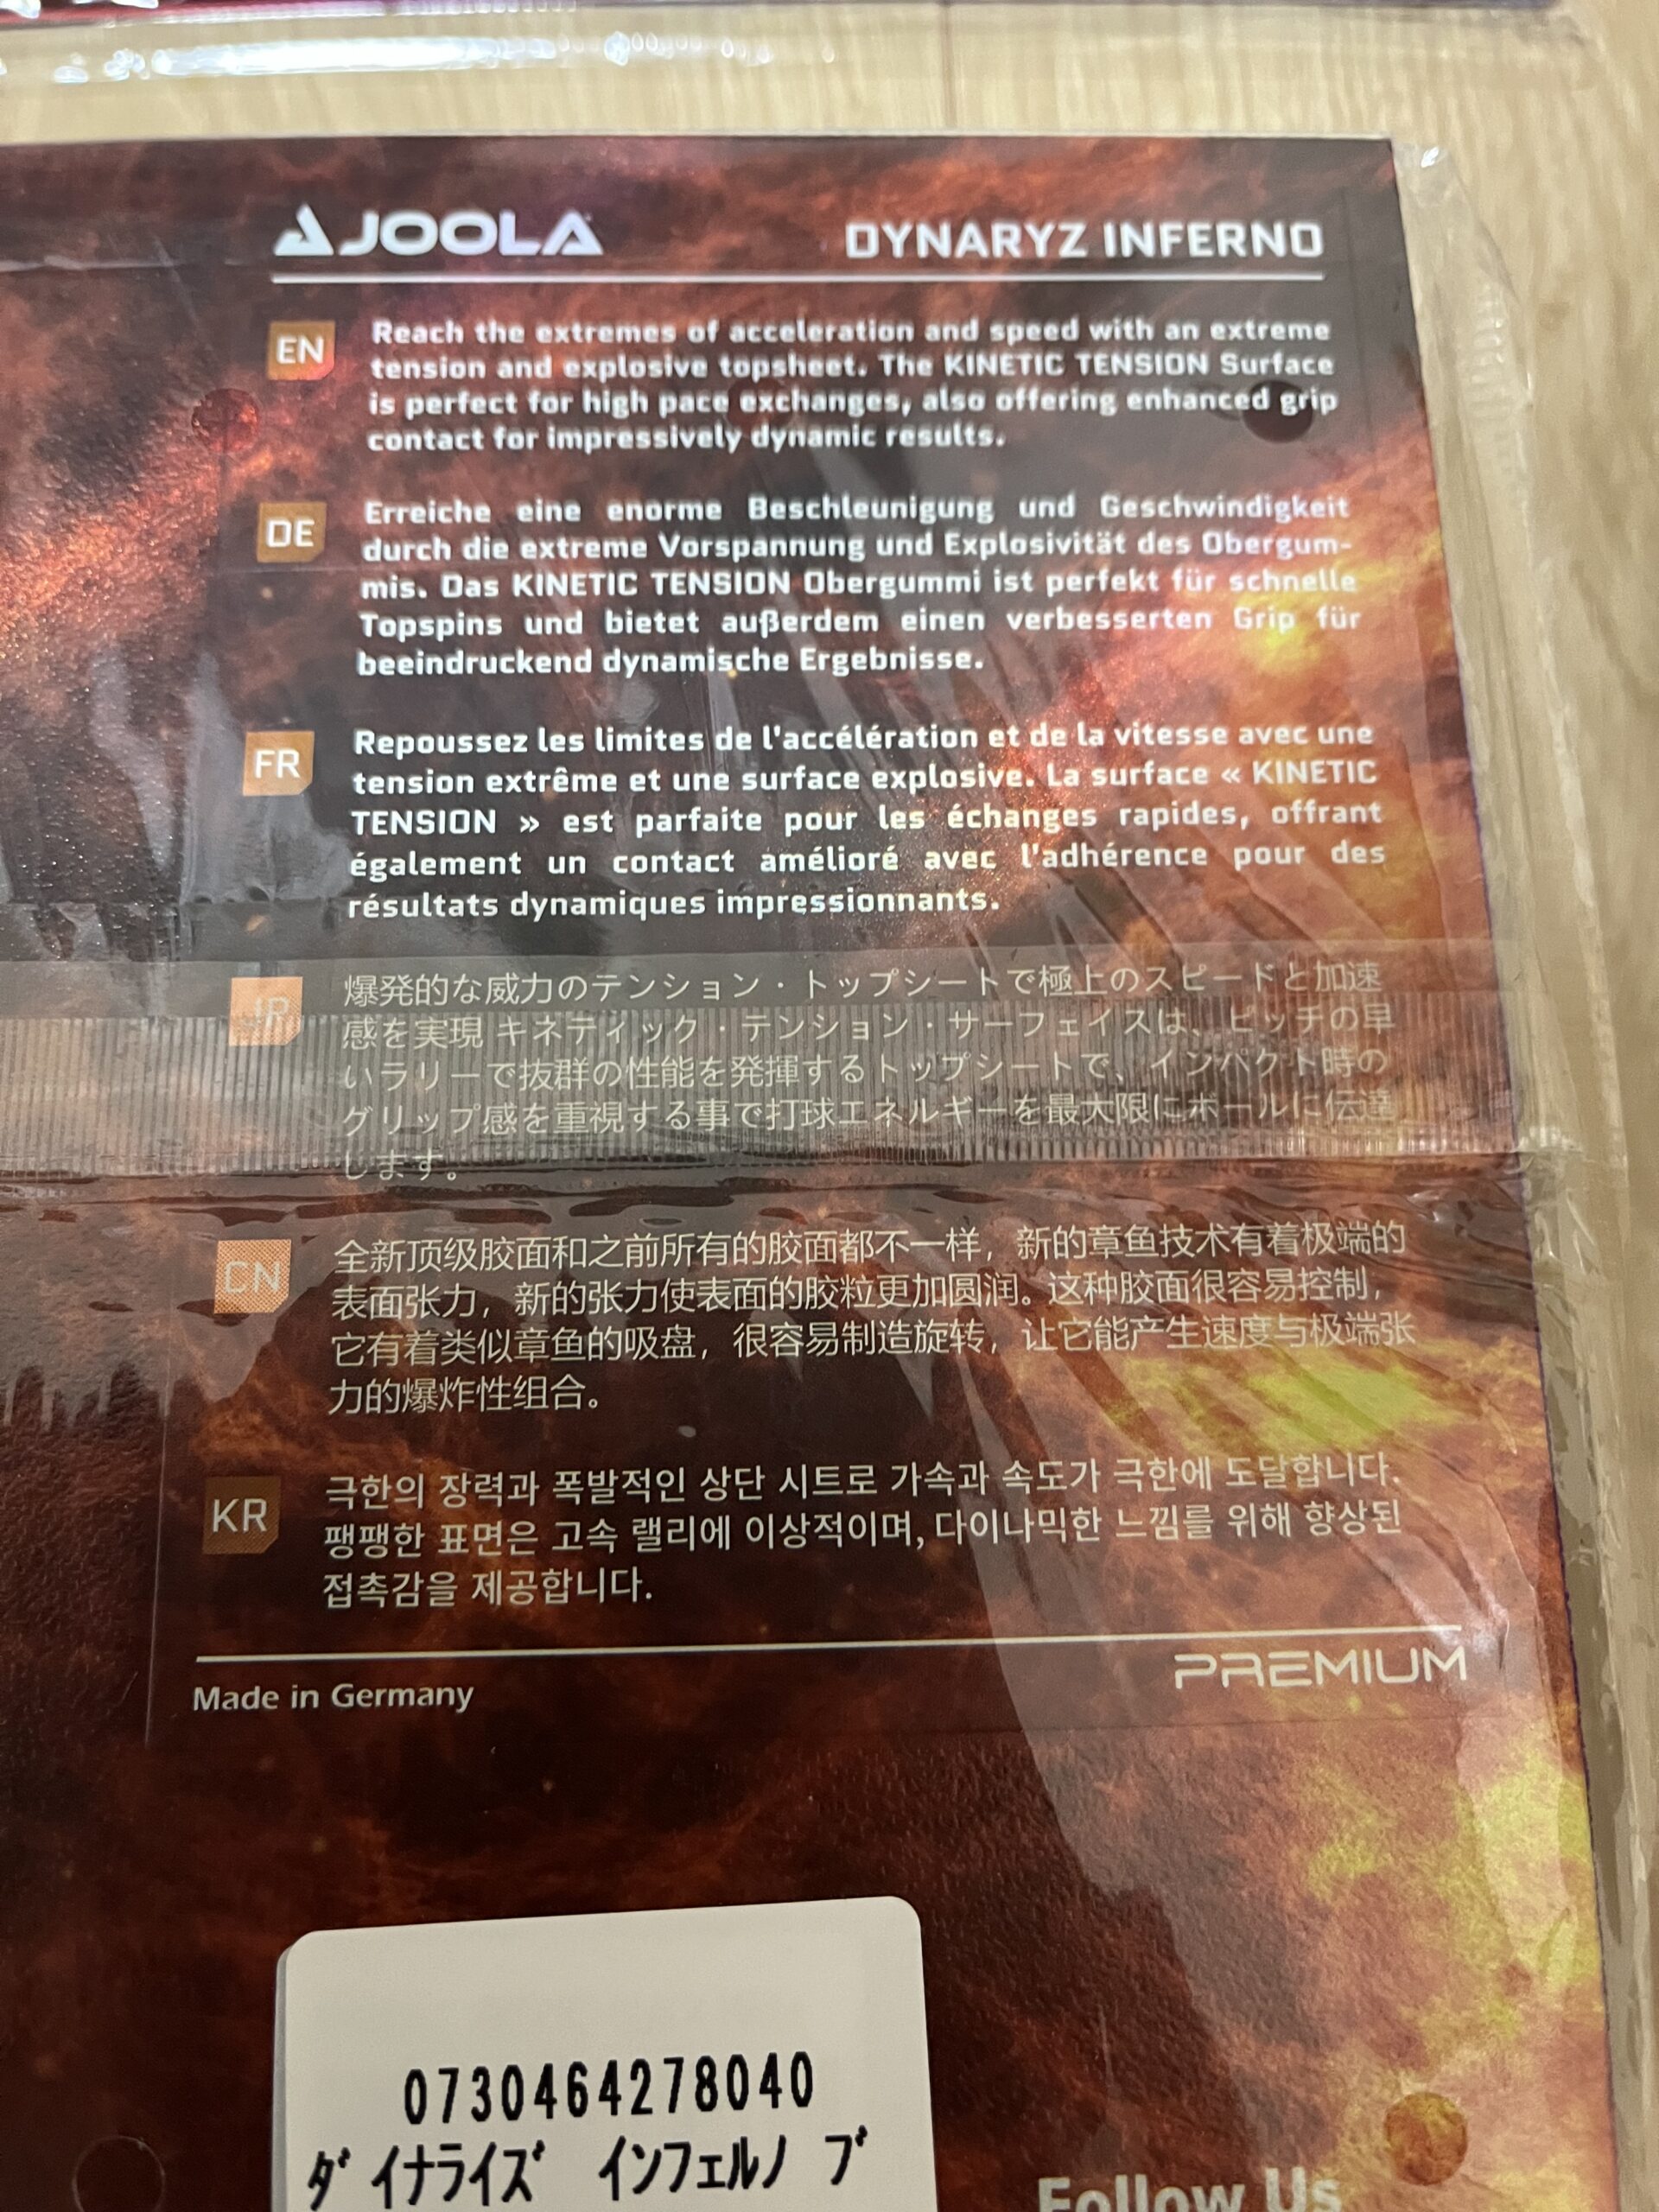 JOOLA
DYNARYZ INFERNO
EN
Reach the extremes of acceleration and speed with an extreme
tension and explosive topsheet. The KINETIC TENSION Surface
is perfect for high pace exchanges, also offering enhanced grip
contact for impressively dynamic results.
DE
Erreiche eine enorme Beschleunigung und Geschwindigkeit
durch die extreme Vorspannung und Explosivität des Obergum-
mis. Das KINETIC TENSION Obergummi ist perfekt für schnelle
Topspins und bietet außerdem einen verbesserten Grip für
beeindruckend dynamische Ergebnisse.
FR
Repoussez les limites de l'accélération et de la vitesse avec une
tension extrême et une surface explosive. La surface « KINETIC
TENSION » est parfaite pour les échanges rapides, offrant
également un contact amélioré avec l'adhérence pour des
résultats dynamiques impressionnants.
JP
爆発的な威力のテンション・トップシートで極上のスピードと加速
感を実現 キネティック・テンション・サーフェイスは、ピッチの早
いラリーで抜群の性能を発揮するトップシートで、インパクト時の
グリップ感を重視する事で打球エネルギーを最大限にボールに伝達
します。
CN
全新顶级胶面和之前所有的胶面都不一样，新的章鱼技术有着极端的
表面张力，新的张力使表面的胶粒更加圆润。这种胶面很容易控制，
它有着类似章鱼的吸盘，很容易制造旋转，让它能产生速度与极端张
力的爆炸性组合。
KR
극한의 장력과 폭발적인 상단 시트로 가속과 속도가 극한에 도달합니다.
팽팽한 표면은 고속 랠리에 이상적이며, 다이나믹한 느낌를 위해 향상된
접촉감을 제공합니다.
PREMIUM
Made in Germany
0730464278040
ﾀﾞｲﾅﾗｲｽﾞ ｲﾝﾌｪﾙﾉ ﾌﾞ
Follow Us